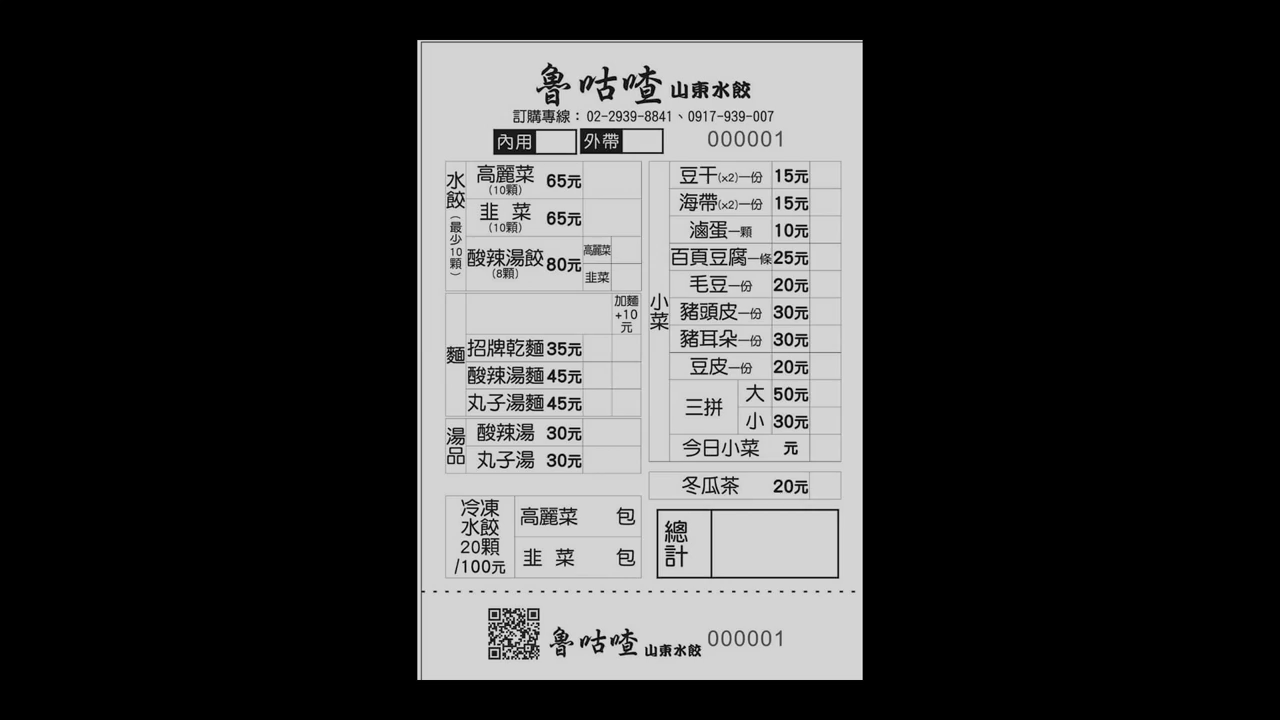 魯咕喳 山東水餃
訂購專線：02-2939-8841、0917-939-007
內用 外帶 000001
水餃（最少10顆）
高麗菜(10顆) 65元
韭 菜(10顆) 65元
酸辣湯餃(8顆) 80元 高麗菜 韭菜
麵
加麵+10元
招牌乾麵 35元
酸辣湯麵 45元
丸子湯麵 45元
湯品
酸辣湯 30元
丸子湯 30元
冷凍水餃20顆/100元
高麗菜 包
韭 菜 包
小菜
豆干(x2)一份 15元
海帶(x2)一份 15元
滷蛋一顆 10元
百頁豆腐一條 25元
毛豆一份 20元
豬頭皮一份 30元
豬耳朵一份 30元
豆皮一份 20元
三拼 大 50元
小 30元
今日小菜 元
冬瓜茶 20元
總計
魯咕喳 山東水餃 000001